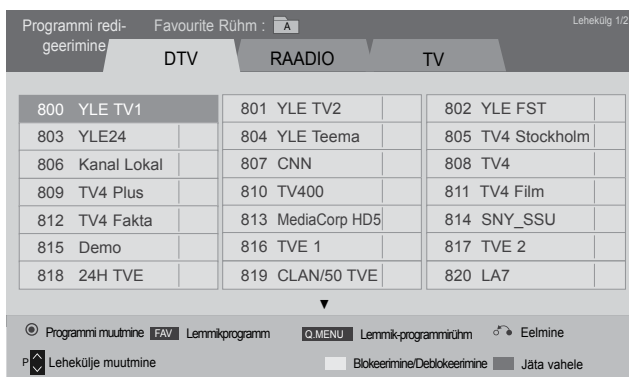 Programmi redi-
geerimine
Favourite Rühm : A
Lehekülg 1/2
DTV RAADIO TV
800 YLE TV1 801 YLE TV2 802 YLE FST
803 YLE24 804 YLE Teema 805 TV4 Stockholm
806 Kanal Lokal 807 CNN 808 TV4
809 TV4 Plus 810 TV400 811 TV4 Film
812 TV4 Fakta 813 MediaCorp HD5 814 SNY_SSU
815 Demo 816 TVE 1 817 TVE 2
818 24H TVE 819 CLAN/50 TVE 820 LA7
Programmi muutmine FAV Lemmikprogramm Q.MENU Lemmik-programmirühm Eelmine
P Lehekülje muutmine Blokeerimine/Deblokeerimine Jäta vahele